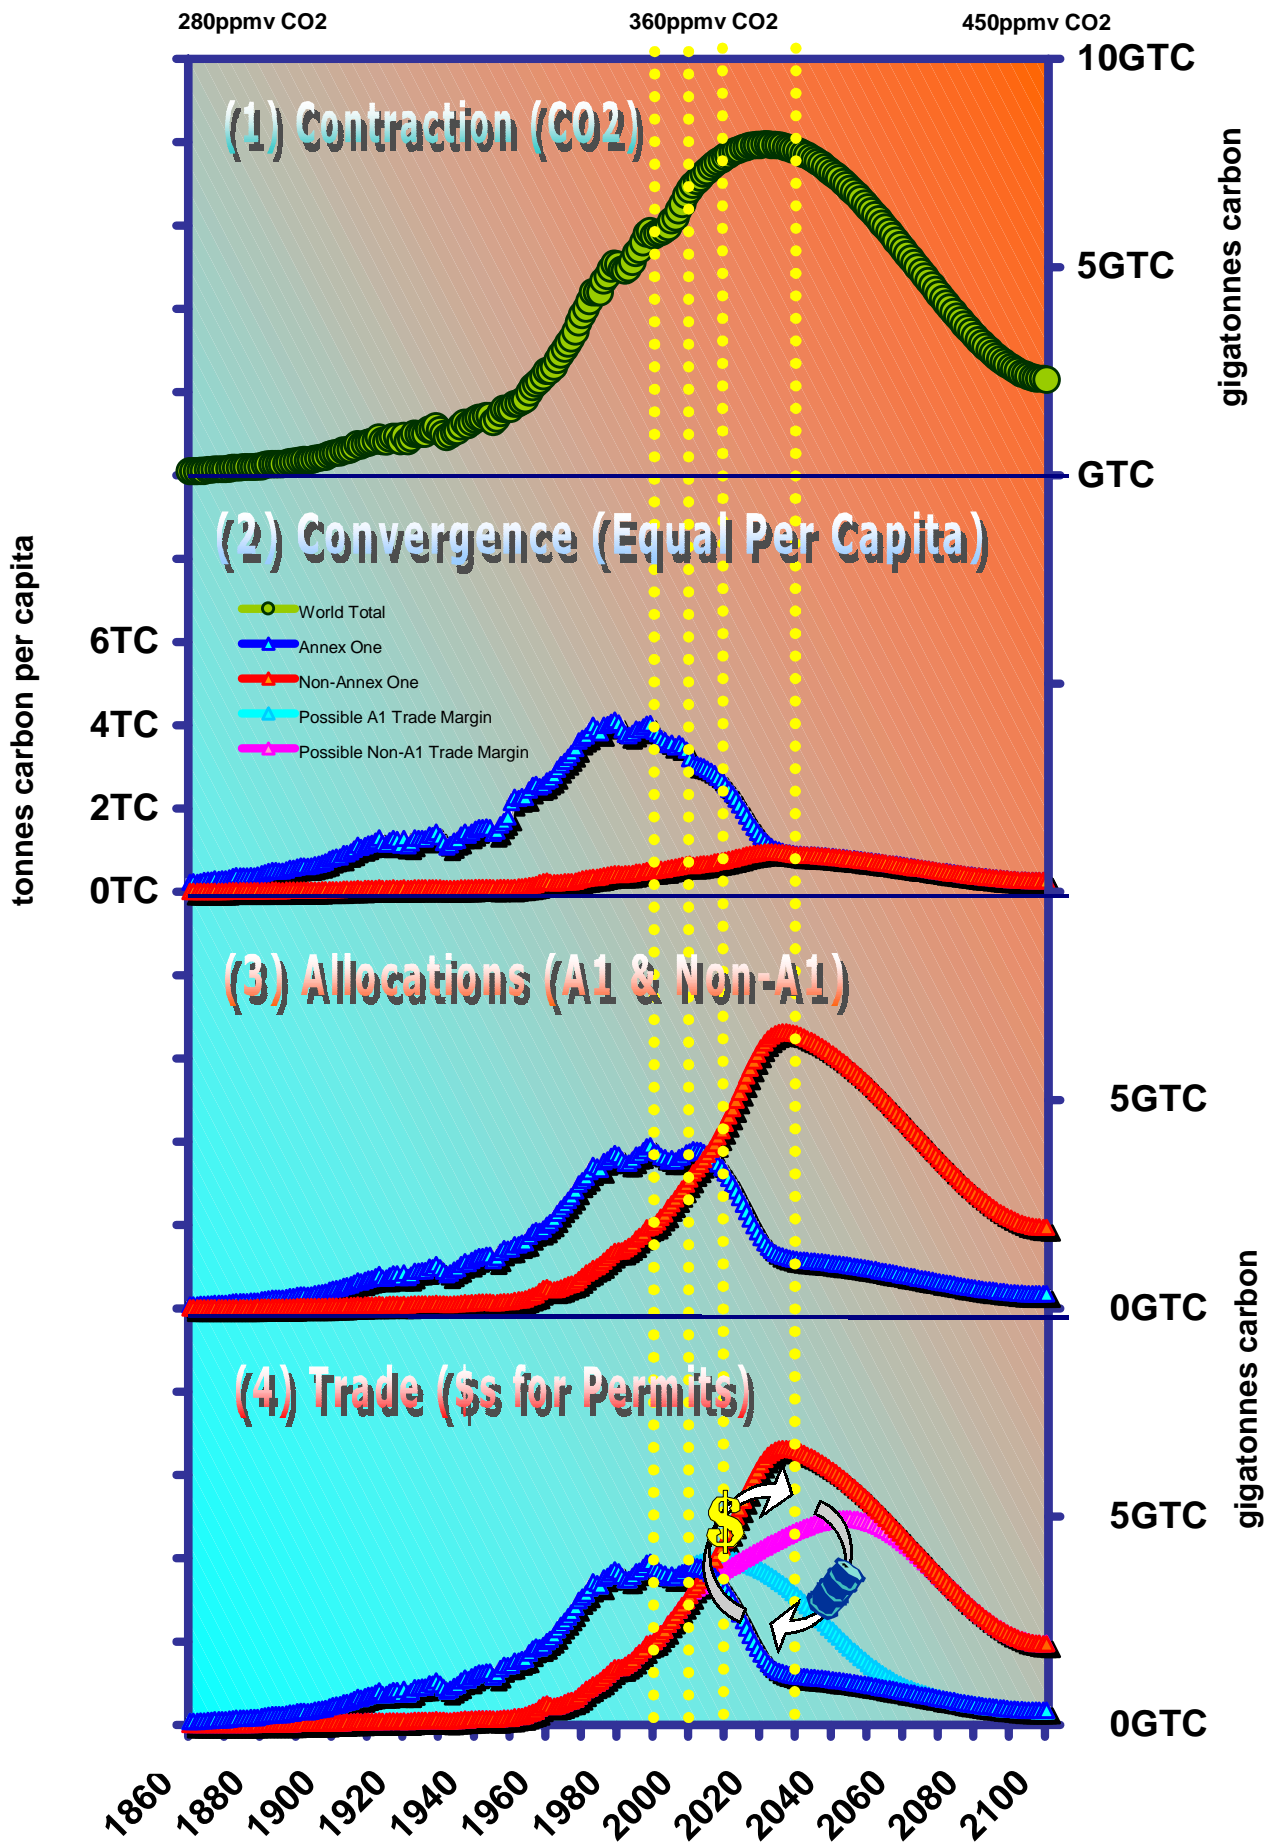 280ppmv CO2
360ppmv CO2
450ppmv CO2
10GTC
(1) Contraction (CO2)
gigatonnes carbon
5GTC
GTC
(2) Convergence (Equal Per Capita)
tonnes carbon per capita
World Total
6TC
Annex One
Non-Annex One
Possible A1 Trade Margin
4TC
Possible Non-A1 Trade Margin
2TC
0TC
(3) Allocations (A1 & Non-A1)
5GTC
0GTC
gigatonnes carbon
(4) Trade ($s for Permits)
$
5GTC
0GTC
1860
1880
1900
1920
1940
1960
1980
2000
2020
2040
2060
2080
2100